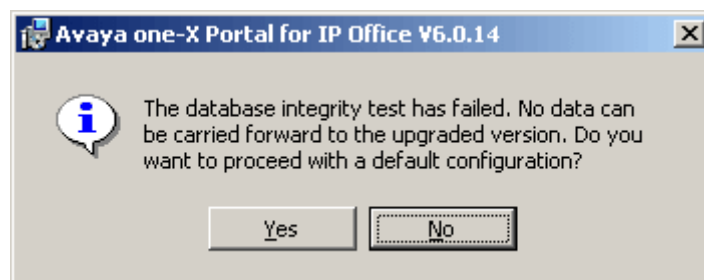 Avaya one-X Portal for IP Office V6.0.14
The database integrity test has failed. No data can
be carried forward to the upgraded version. Do you
want to proceed with a default configuration?
Yes
No